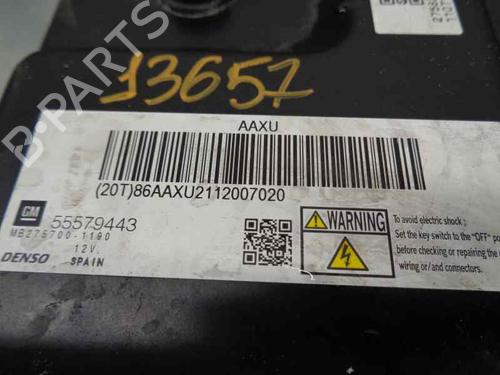 13657
AAXU
(20T)86AAXU2112007020
GM
55579443
MB275700-1190
12V
DENSO
SPAIN
WARNING
To avoid electric shock:
Set the key switch to the "OFF" po
before checking or repairing the
wiring or/and connectors.